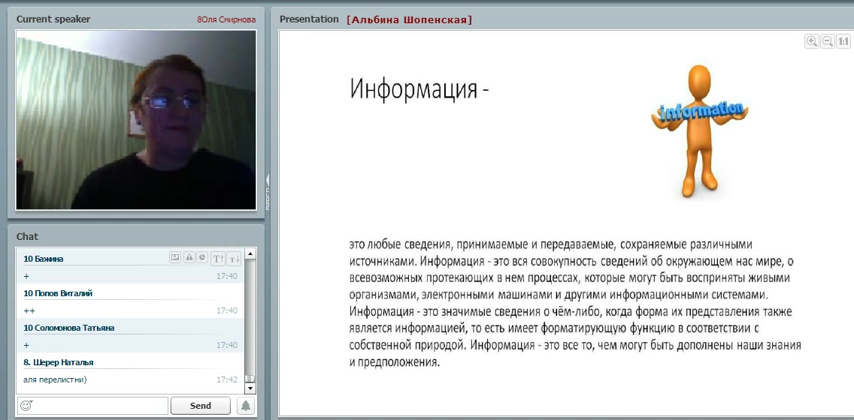 Current speaker
8Оля Смирнова
Presentation [Альбина Шопенская]
1:1
Информация -
information
это любые сведения, принимаемые и передаваемые, сохраняемые различными
источниками. Информация - это вся совокупность сведений об окружающем нас мире, о
всевозможных протекающих в нем процессах, которые могут быть восприняты живыми
организмами, электронными машинами и другими информационными системами.
Информация - это значимые сведения о чём-либо, когда форма их представления также
является информацией, то есть имеет форматирующую функцию в соответствии с
собственной природой. Информация - это все то, чем могут быть дополнены наши знания
и предположения.
Chat
10 Бажина
+ 17:40
10 Попов Виталий
++ 17:40
10 Соломонова Татьяна
+ 17:40
8. Шерер Наталья
аля перелистни) 17:42
Send